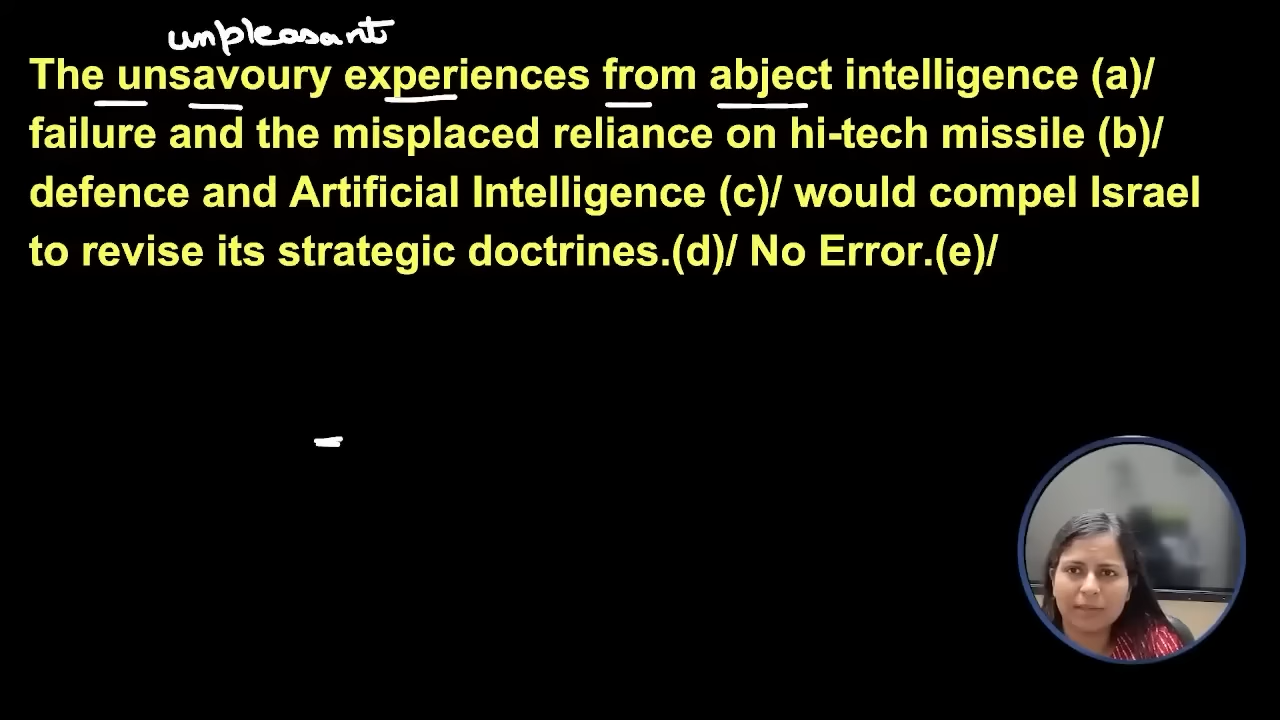 unpleasant
The unsavoury experiences from abject intelligence (a)/
failure and the misplaced reliance on hi-tech missile (b)/
defence and Artificial Intelligence (c)/ would compel Israel
to revise its strategic doctrines.(d)/ No Error.(e)/